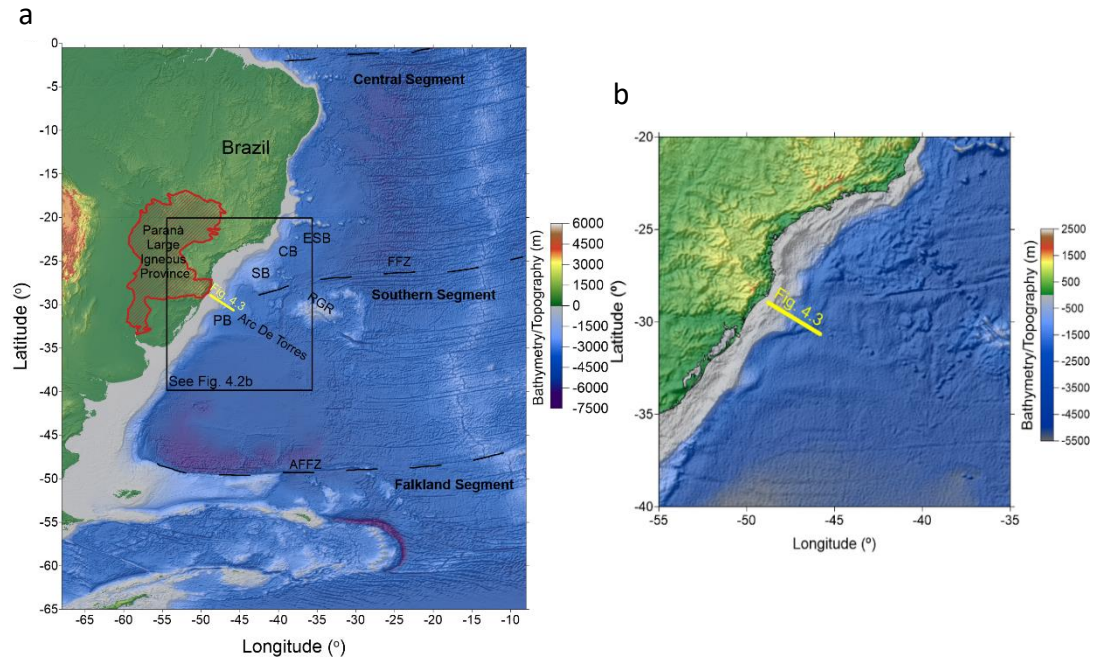 a
0
-5
-10
-15
-20
-25
-30
-35
-40
-45
-50
-55
-60
-65
Latitude (º)
-65 -60 -55 -50 -45 -40 -35 -30 -25 -20 -15 -10
Longitude (º)
Central Segment
Brazil
Paranà
Large
Igneous
Province
ESB
CB
SB
FFZ
Southern Segment
RGR
Fig. 4.3
PB
Arc De Torres
See Fig. 4.2b
AFFZ
Falkland Segment
Bathymetry/Topography (m)
6000
4500
3000
1500
0
-1500
-3000
-4500
-6000
-7500
b
-20
-25
-30
-35
-40
Latitude (º)
-55 -50 -45 -40 -35
Longitude (º)
Fig. 4.3
Bathymetry/Topography (m)
2500
1500
500
-500
-1500
-2500
-3500
-4500
-5500